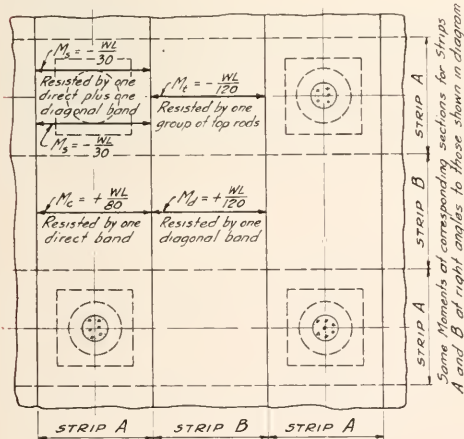 Ms = - WL/30
Resisted by one
direct plus one
diagonal band
Ms = - WL/30
Mt = - WL/120
Resisted by one
group of top rods
Mc = + WL/80
Resisted by one
direct band
Md = + WL/120
Resisted by one
diagonal band
STRIP A
STRIP B
STRIP A
Same Moments at corresponding sections for Strips
A and B at right angles to those shown in diagram
STRIP A
STRIP B
STRIP A